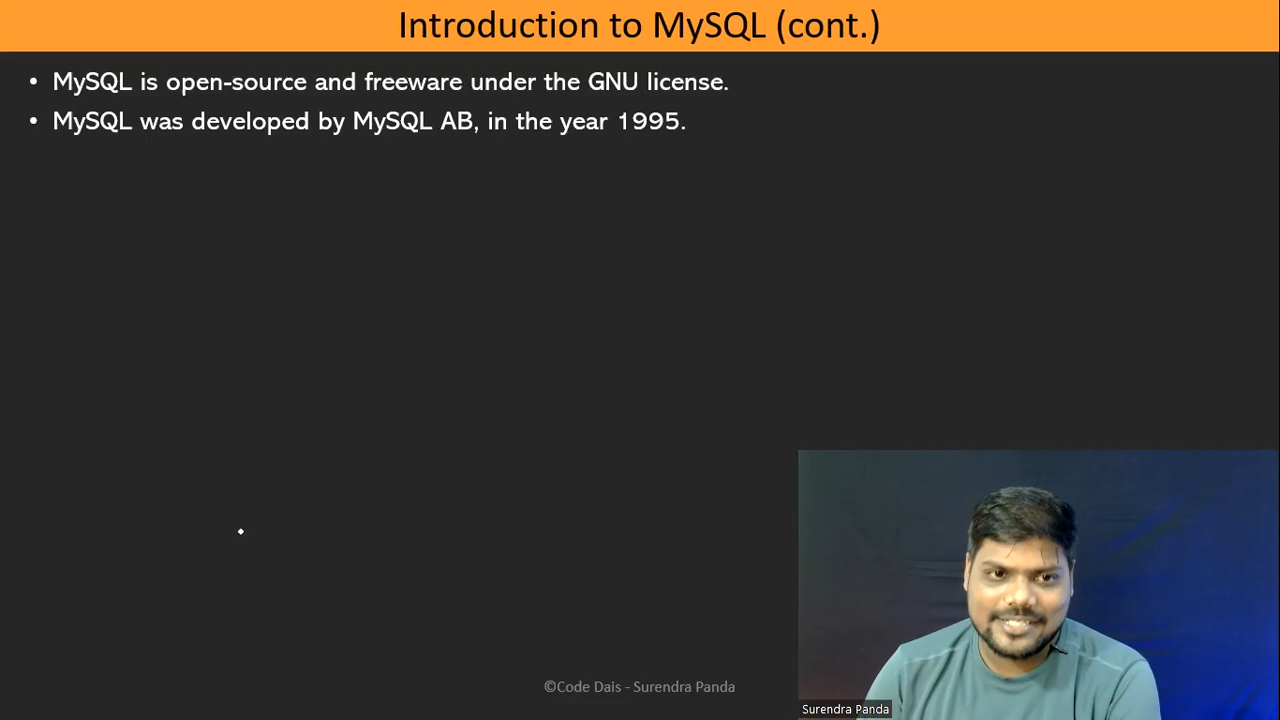 Introduction to MySQL (cont.)
• MySQL is open-source and freeware under the GNU license.
• MySQL was developed by MySQL AB, in the year 1995.
©Code Dais - Surendra Panda
Surendra Panda